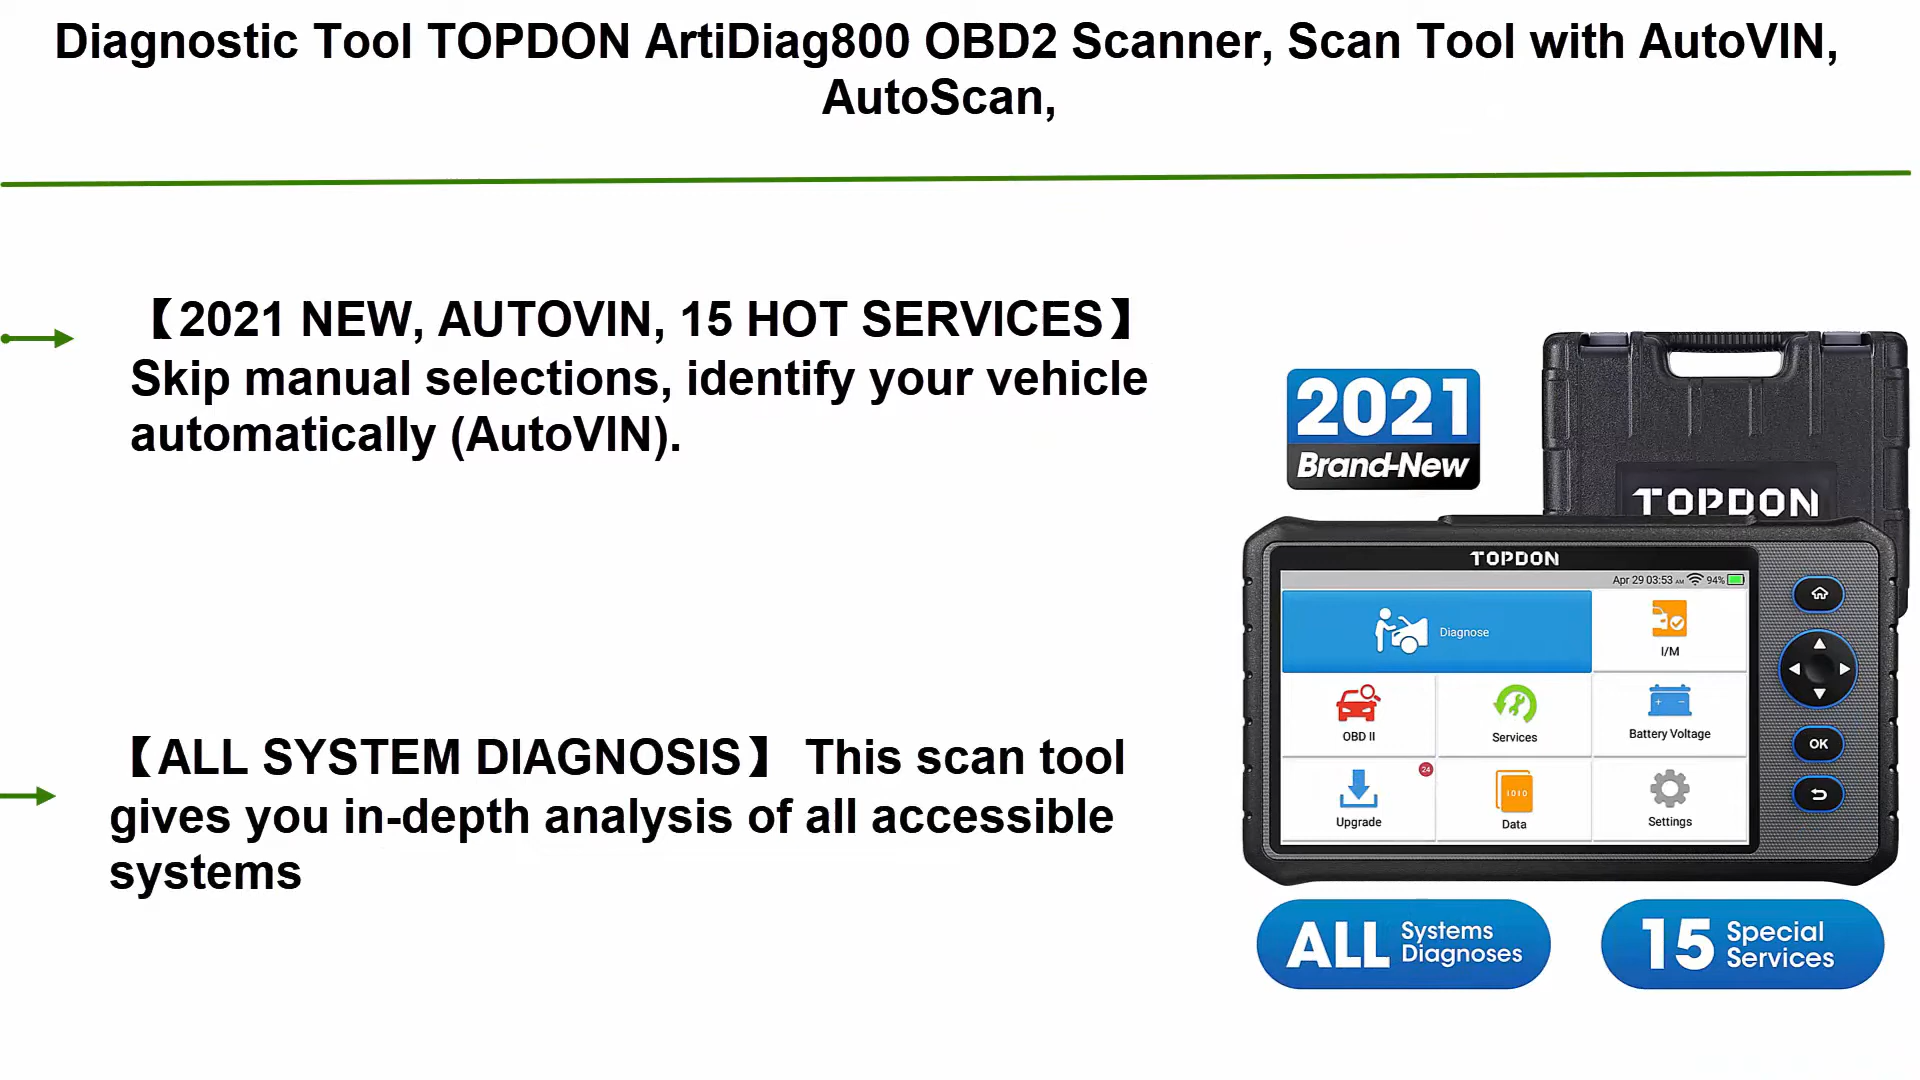 Diagnostic Tool TOPDON ArtiDiag800 OBD2 Scanner, Scan Tool with AutoVIN,
AutoScan,
【2021 NEW, AUTOVIN, 15 HOT SERVICES】
Skip manual selections, identify your vehicle
automatically (AutoVIN).
【ALL SYSTEM DIAGNOSIS】 This scan tool
gives you in-depth analysis of all accessible
systems
2021
Brand-New
TOPDON
TOPDON
Apr 29 03:53 AM 94%
Diagnose
I/M
OBD II
Services
Battery Voltage
24
Upgrade
1010
Data
Settings
OK
ALL Systems
Diagnoses
15 Special
Services